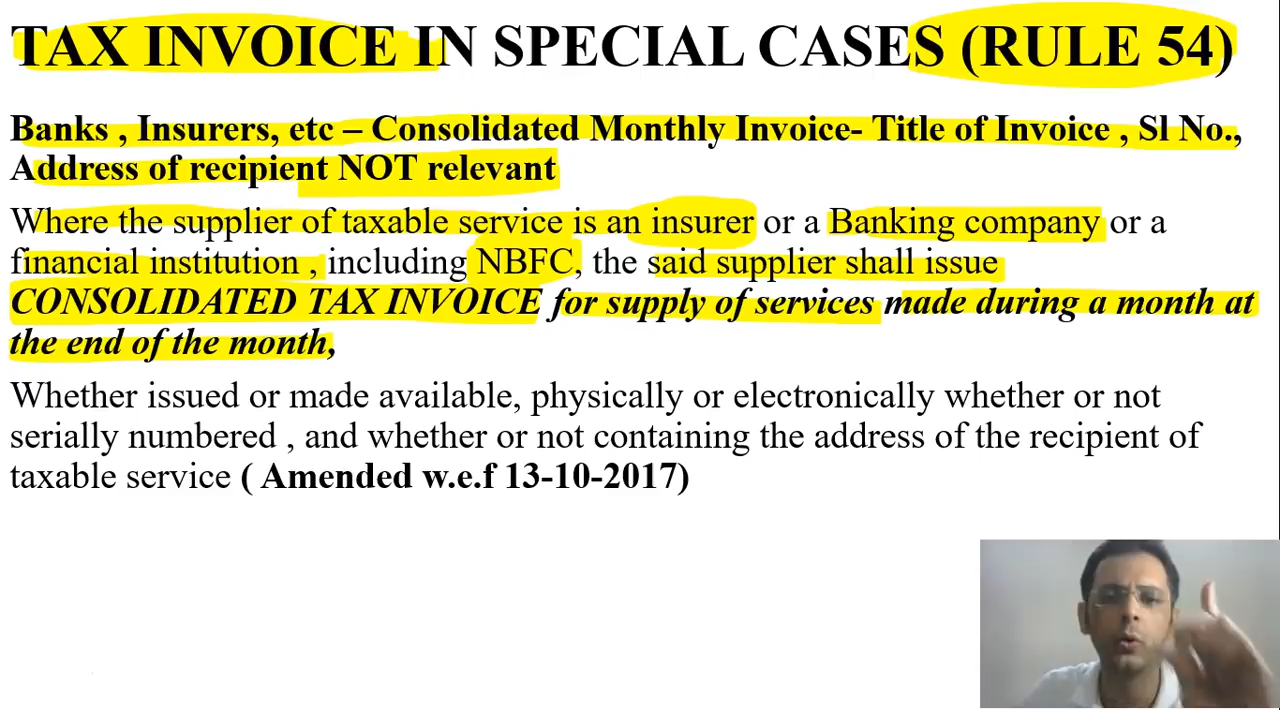 TAX INVOICE IN SPECIAL CASES (RULE 54)
Banks , Insurers, etc – Consolidated Monthly Invoice- Title of Invoice , Sl No.,
Address of recipient NOT relevant
Where the supplier of taxable service is an insurer or a Banking company or a
financial institution , including NBFC, the said supplier shall issue
CONSOLIDATED TAX INVOICE for supply of services made during a month at
the end of the month,
Whether issued or made available, physically or electronically whether or not
serially numbered , and whether or not containing the address of the recipient of
taxable service ( Amended w.e.f 13-10-2017)